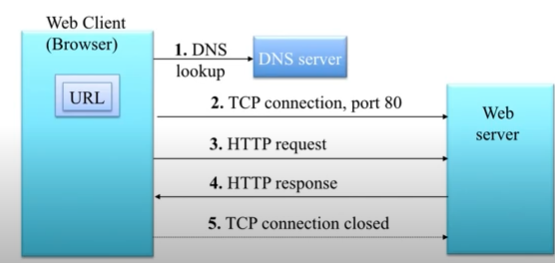 Web Client
(Browser)
URL
1. DNS
lookup
DNS server
2. TCP connection, port 80
3. HTTP request
4. HTTP response
5. TCP connection closed
Web
server